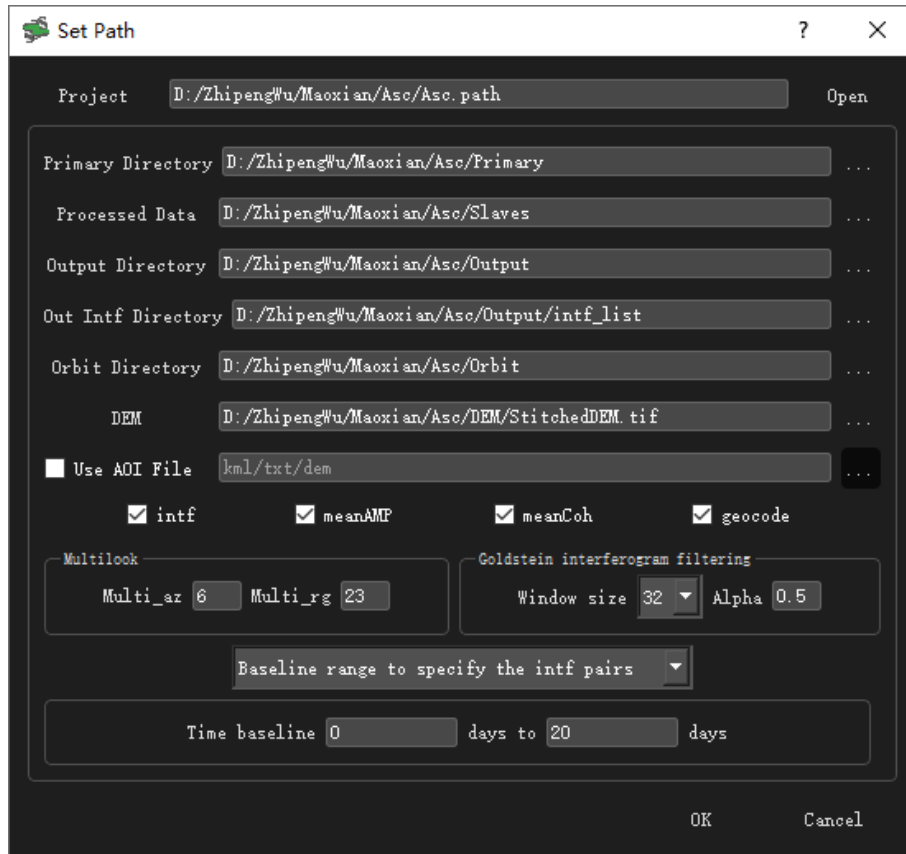 Set Path ? ×
Project D:/ZhipengWu/Maoxian/Asc/Asc.path Open
Primary Directory D:/ZhipengWu/Maoxian/Asc/Primary ...
Processed Data D:/ZhipengWu/Maoxian/Asc/Slaves ...
Output Directory D:/ZhipengWu/Maoxian/Asc/Output ...
Out Intf Directory D:/ZhipengWu/Maoxian/Asc/Output/intf_list ...
Orbit Directory D:/ZhipengWu/Maoxian/Asc/Orbit ...
DEM D:/ZhipengWu/Maoxian/Asc/DEM/StitchedDEM.tif ...
Use AOI File kml/txt/dem ...
intf meanAMP meanCoh geocode
Multilook Goldstein interferogram filtering
Multi_az 6 Multi_rg 23 Window size 32 Alpha 0.5
Baseline range to specify the intf pairs
Time baseline 0 days to 20 days
OK Cancel